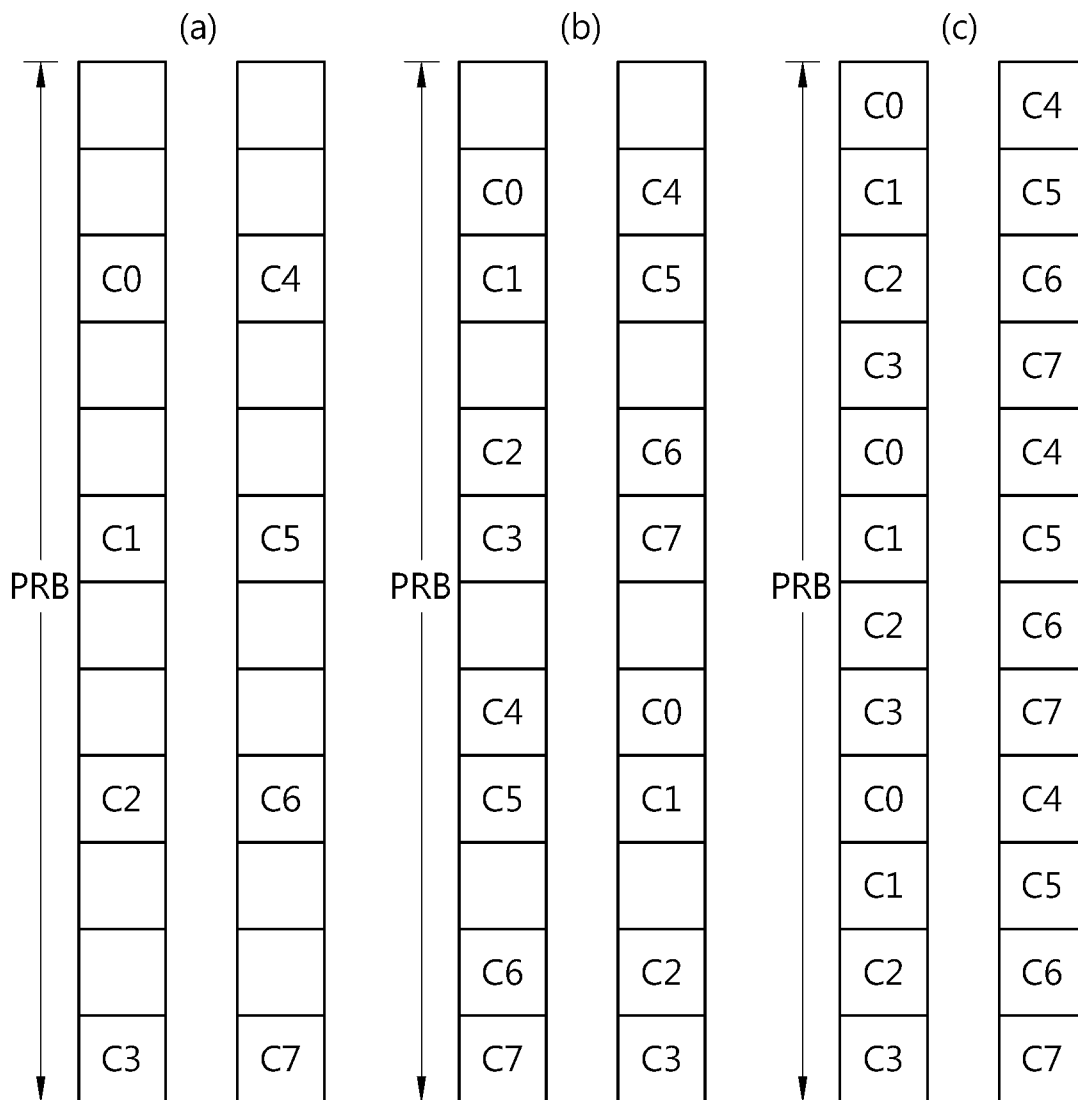 (a) (b) (c)
C0 C4
C0 C4 C1 C5
C0 C4 C1 C5 C2 C6
C3 C7
C2 C6 C0 C4
C1 C5 C3 C7 C1 C5
PRB PRB PRB
C2 C6
C4 C0 C3 C7
C2 C6 C5 C1 C0 C4
C1 C5
C6 C2 C2 C6
C3 C7 C7 C3 C3 C7